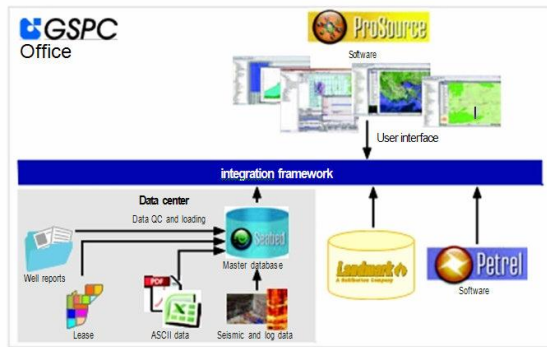 GSPC
Office
ProSource
Software
User interface
integration framework
Data center
Data QC and loading
Seabed
Master database
Well reports
Lease
PDF
ASCII data
Seismic and log data
Landmark
A Halliburton Company
Petrel
Software